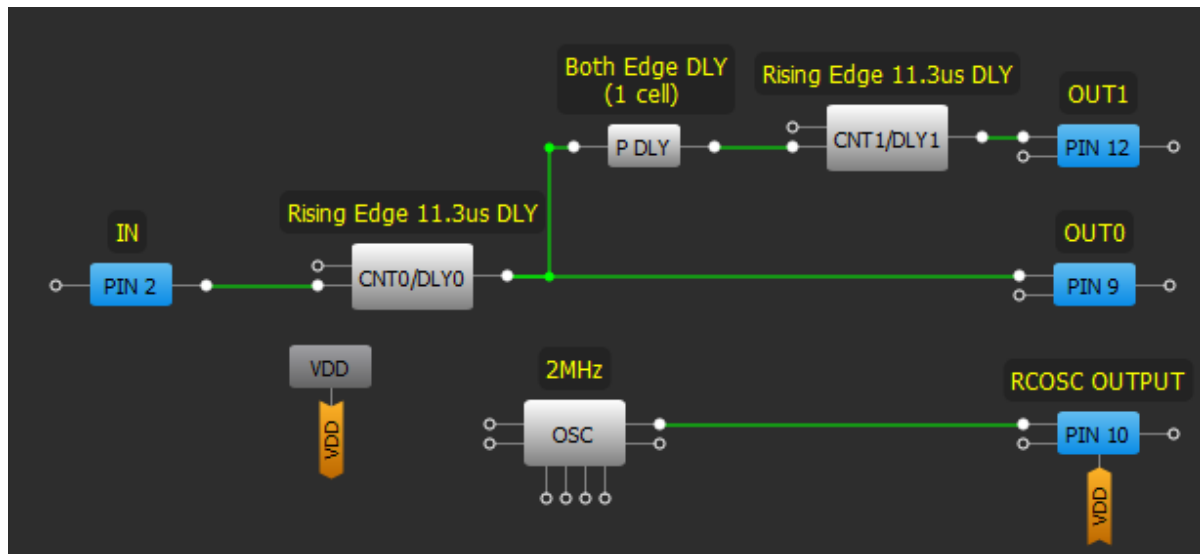 Both Edge DLY
(1 cell)
Rising Edge 11.3us DLY
OUT1
P DLY
CNT1/DLY1
PIN 12
IN
Rising Edge 11.3us DLY
OUT0
PIN 2
CNT0/DLY0
PIN 9
VDD
2MHz
RCOSC OUTPUT
VDD
OSC
PIN 10
VDD